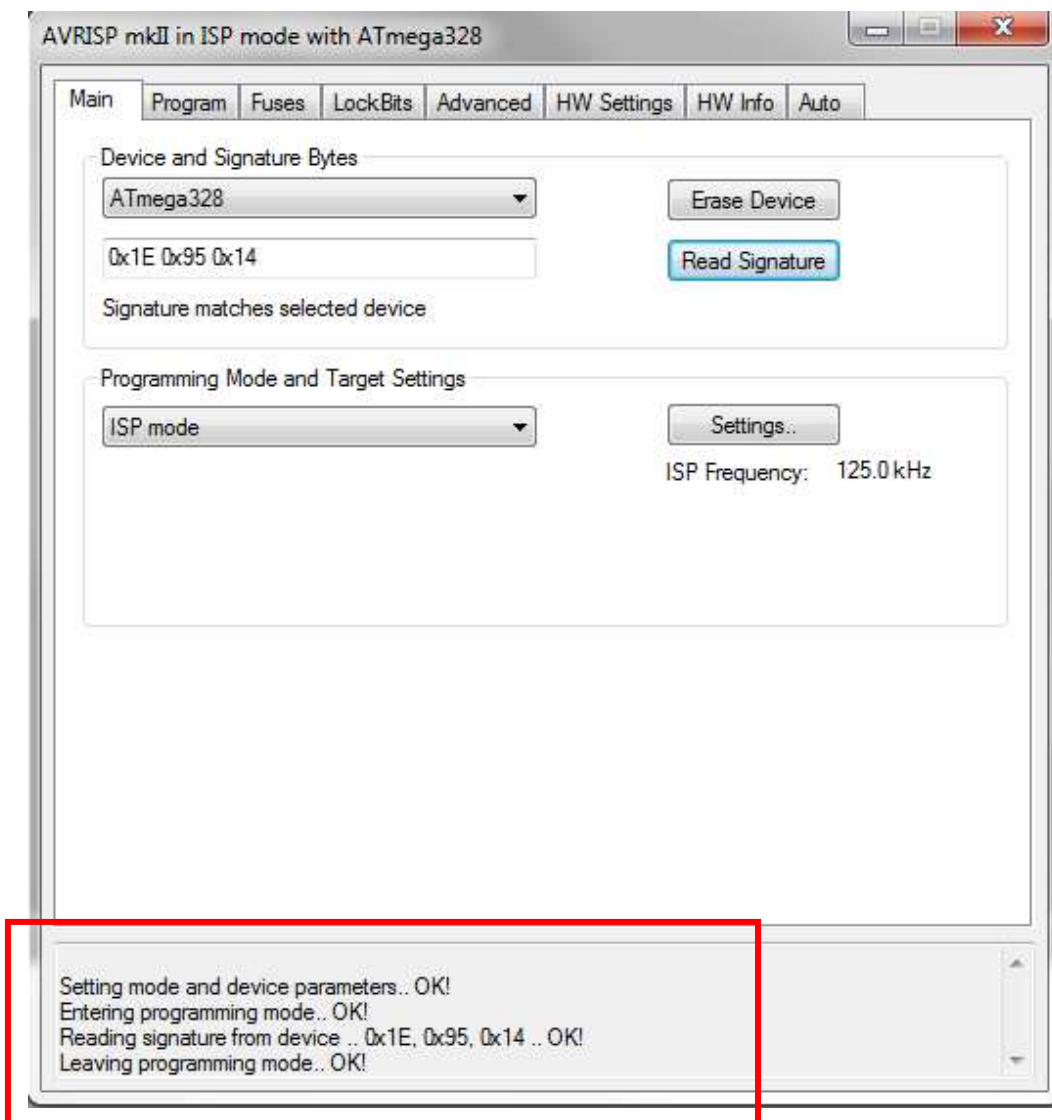 AVRISP mkII in ISP mode with ATmega328
Main Program Fuses LockBits Advanced HW Settings HW Info Auto
Device and Signature Bytes
ATmega328
Erase Device
0x1E 0x95 0x14
Read Signature
Signature matches selected device
Programming Mode and Target Settings
ISP mode
Settings..
ISP Frequency: 125.0 kHz
Setting mode and device parameters.. OK!
Entering programming mode.. OK!
Reading signature from device .. 0x1E, 0x95, 0x14 .. OK!
Leaving programming mode.. OK!